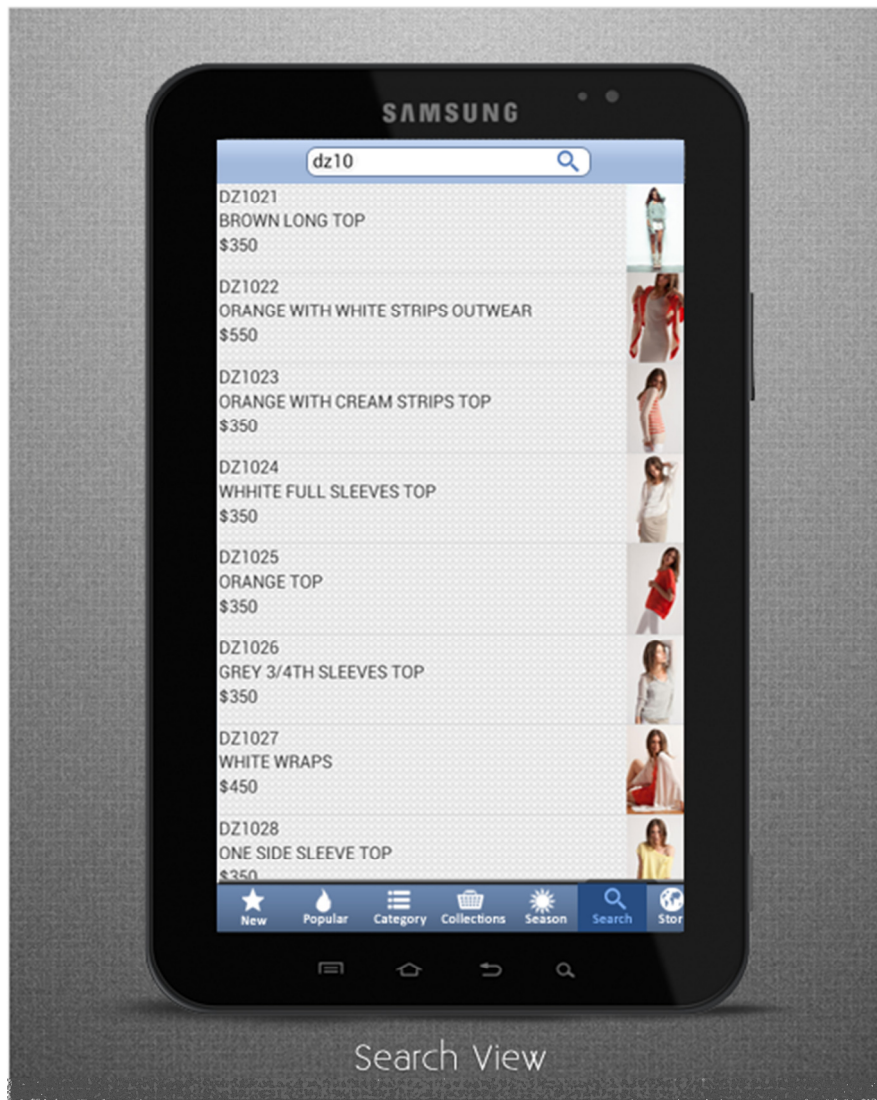 SAMSUNG
dz10
DZ1021
BROWN LONG TOP
$350
DZ1022
ORANGE WITH WHITE STRIPS OUTWEAR
$550
DZ1023
ORANGE WITH CREAM STRIPS TOP
$350
DZ1024
WHHITE FULL SLEEVES TOP
$350
DZ1025
ORANGE TOP
$350
DZ1026
GREY 3/4TH SLEEVES TOP
$350
DZ1027
WHITE WRAPS
$450
DZ1028
ONE SIDE SLEEVE TOP
$350
New Popular Category Collections Season Search Stor
Search View